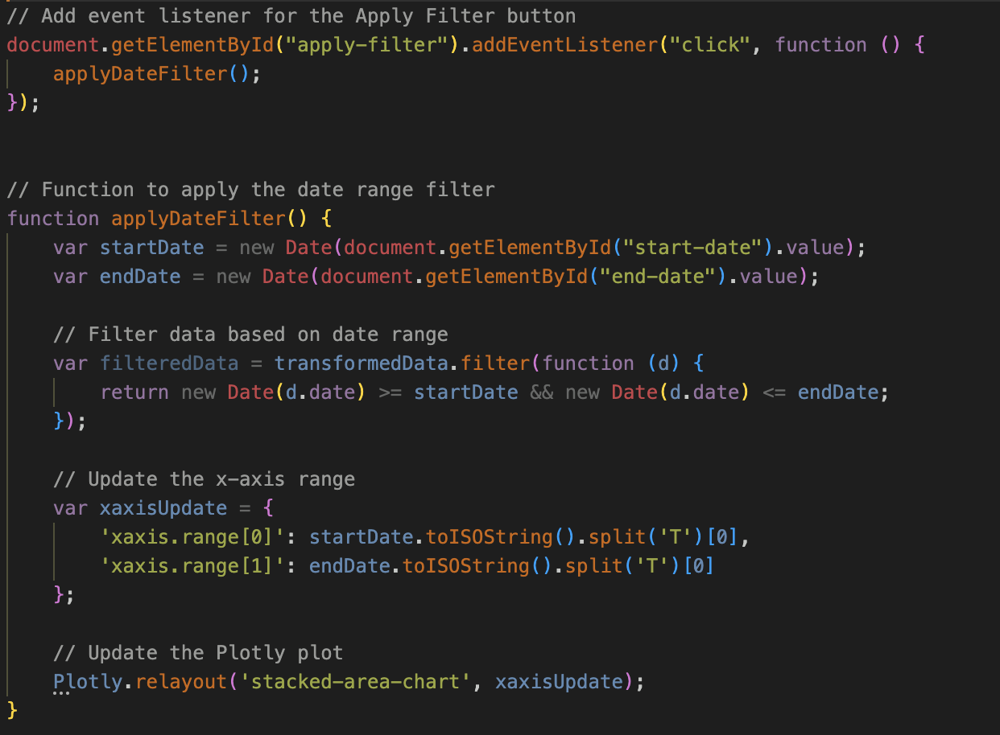 // Add event listener for the Apply Filter button
document.getElementById("apply-filter").addEventListener("click", function () {
    applyDateFilter();
});
// Function to apply the date range filter
function applyDateFilter() {
    var startDate = new Date(document.getElementById("start-date").value);
    var endDate = new Date(document.getElementById("end-date").value);
    // Filter data based on date range
    var filteredData = transformedData.filter(function (d) {
        return new Date(d.date) >= startDate && new Date(d.date) <= endDate;
    });
    // Update the x-axis range
    var xaxisUpdate = {
        'xaxis.range[0]': startDate.toISOString().split('T')[0],
        'xaxis.range[1]': endDate.toISOString().split('T')[0]
    };
    // Update the Plotly plot
    Plotly.relayout('stacked-area-chart', xaxisUpdate);
}